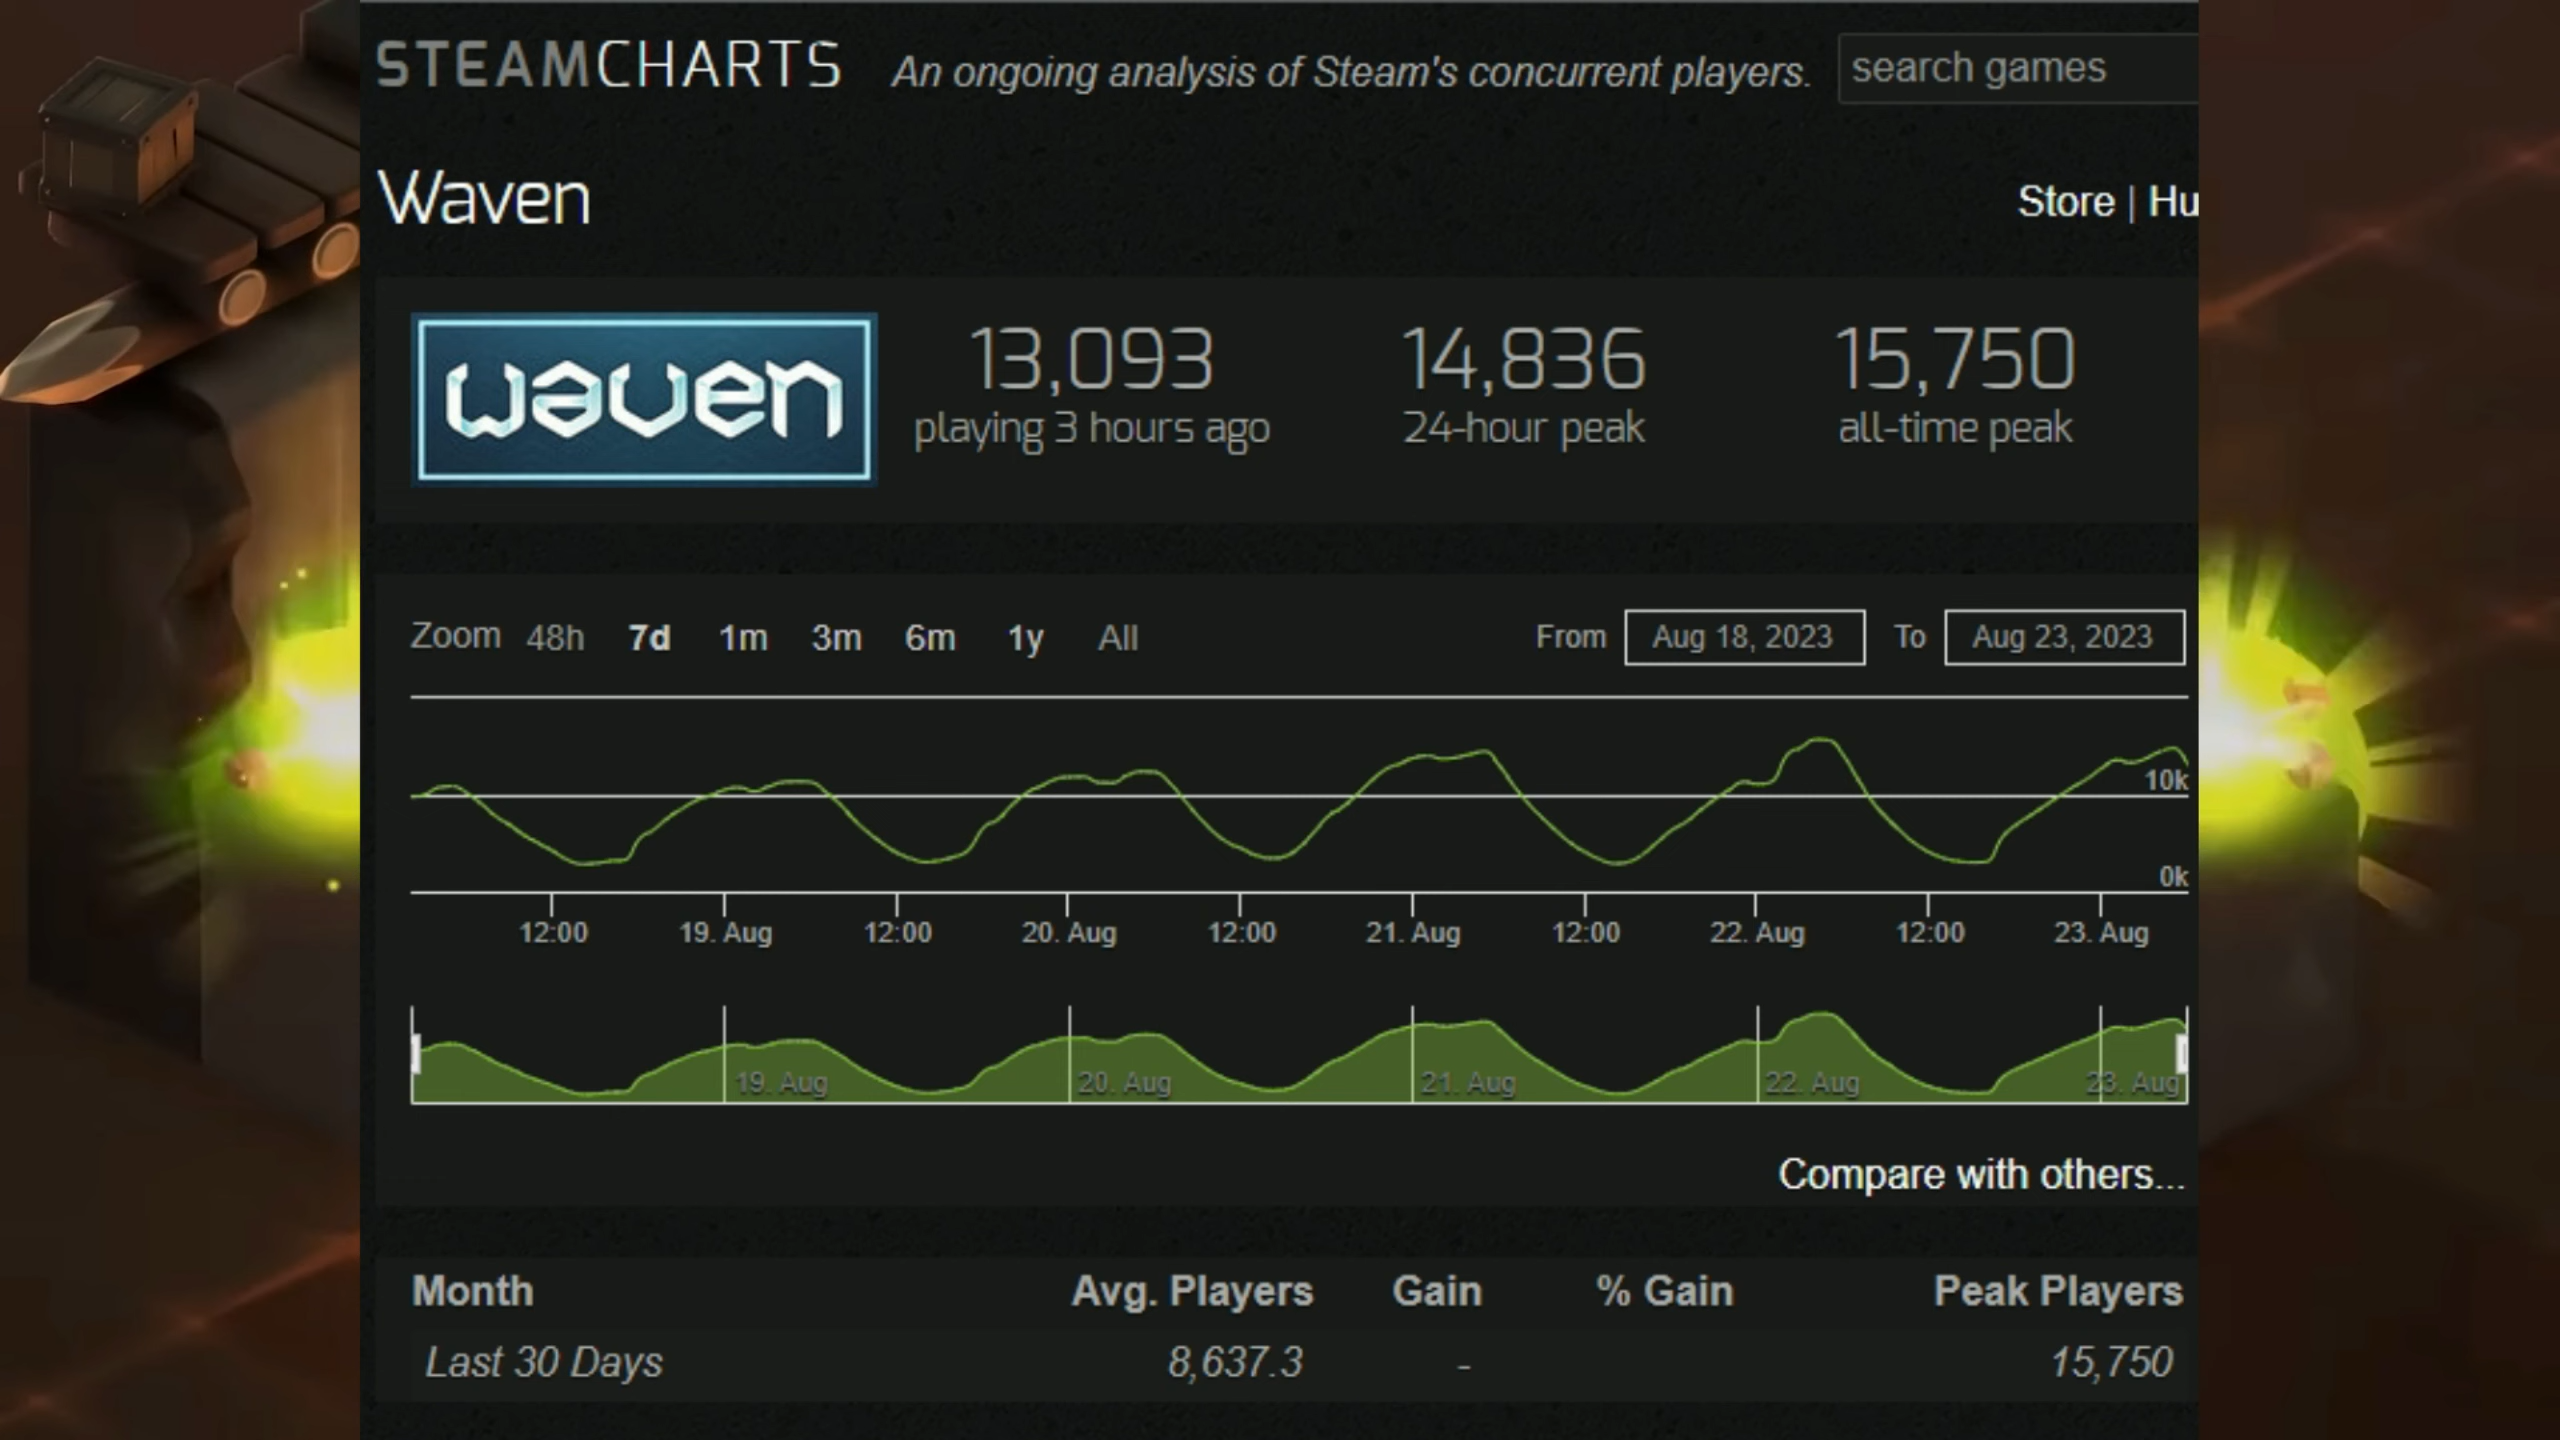 STEAMCHARTS An ongoing analysis of Steam's concurrent players. search games
Waven
Store | Hu
waven
13,093 14,836 15,750
playing 3 hours ago 24-hour peak all-time peak
Zoom 48h 7d 1m 3m 6m 1y All From Aug 18, 2023 To Aug 23, 2023
10k
0k
12:00 19. Aug 12:00 20. Aug 12:00 21. Aug 12:00 22. Aug 12:00 23. Aug
19. Aug 20. Aug 21. Aug 22. Aug 23. Aug
Compare with others...
Month Avg. Players Gain % Gain Peak Players
Last 30 Days 8,637.3 - 15,750